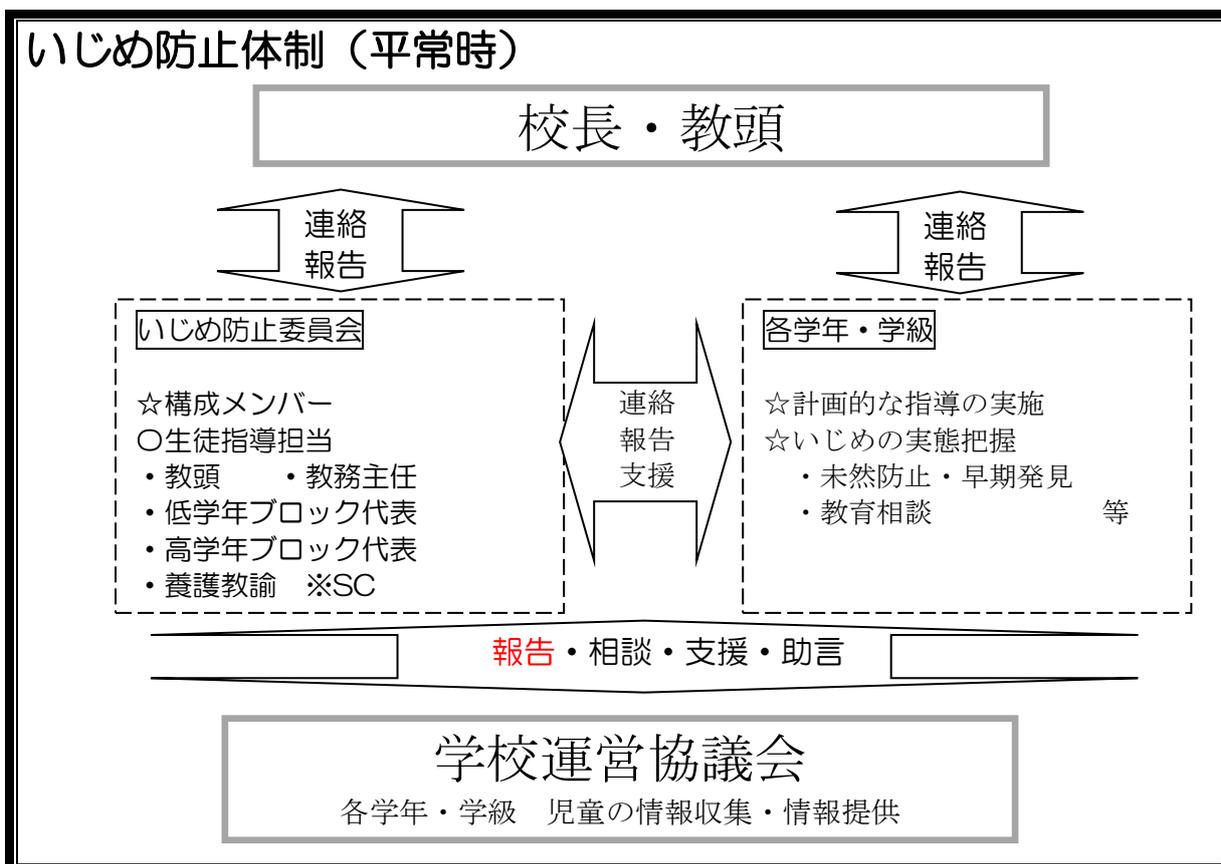 いじめ防止体制（平常時）
校長・教頭
連絡
報告
連絡
報告
いじめ防止委員会
☆構成メンバー
〇生徒指導担当
・教頭　　・教務主任
・低学年ブロック代表
・高学年ブロック代表
・養護教諭　※SC
連絡
報告
支援
各学年・学級
☆計画的な指導の実施
☆いじめの実態把握
・未然防止・早期発見
・教育相談　　　　　　等
報告・相談・支援・助言
学校運営協議会
各学年・学級　児童の情報収集・情報提供